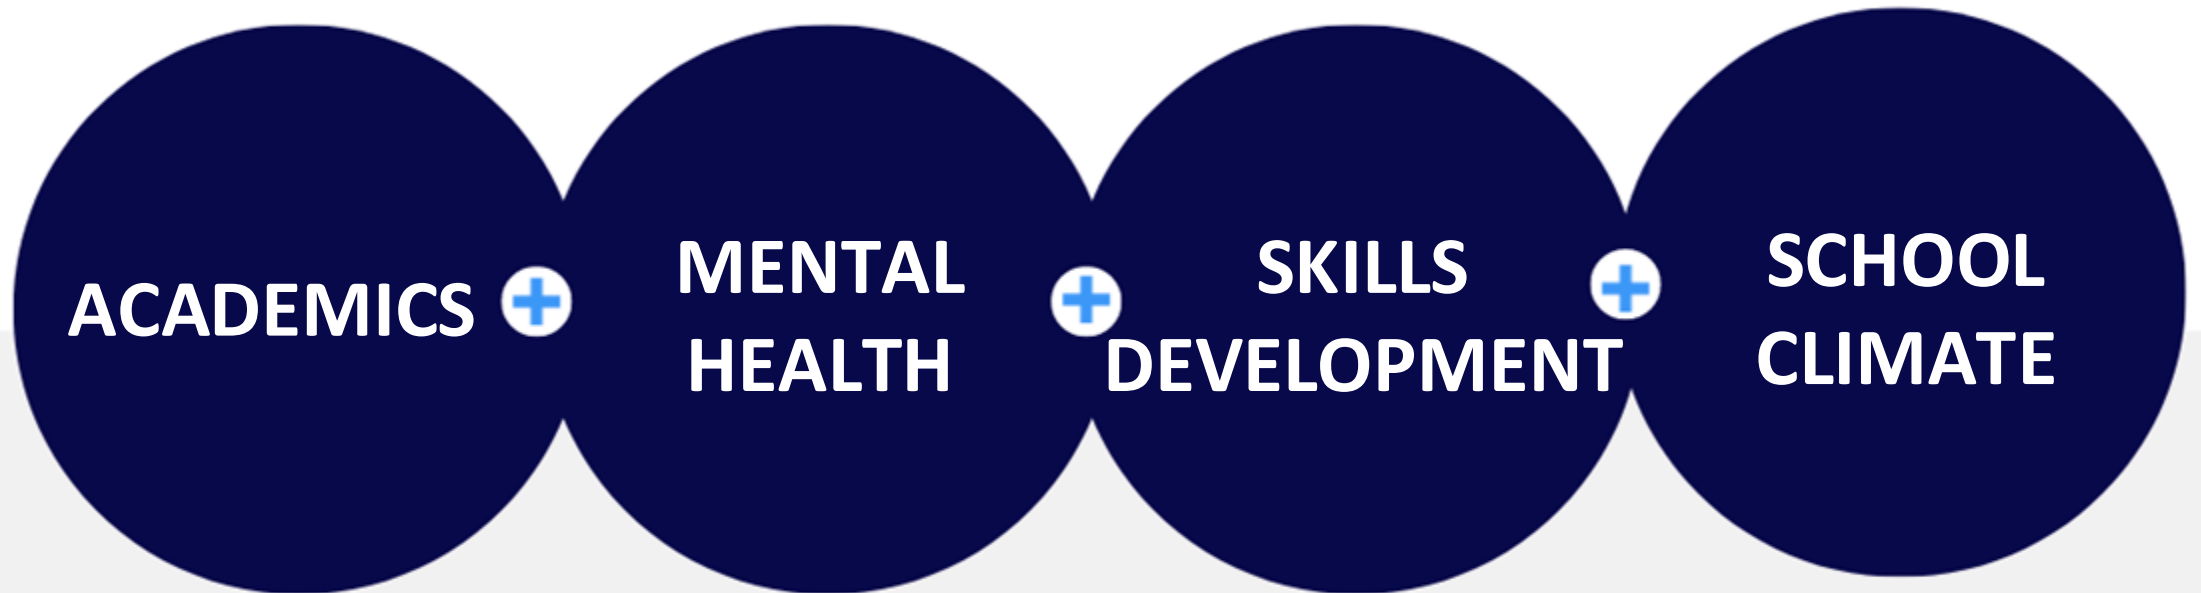 ACADEMICS
MENTAL
HEALTH
SKILLS
DEVELOPMENT
SCHOOL
CLIMATE